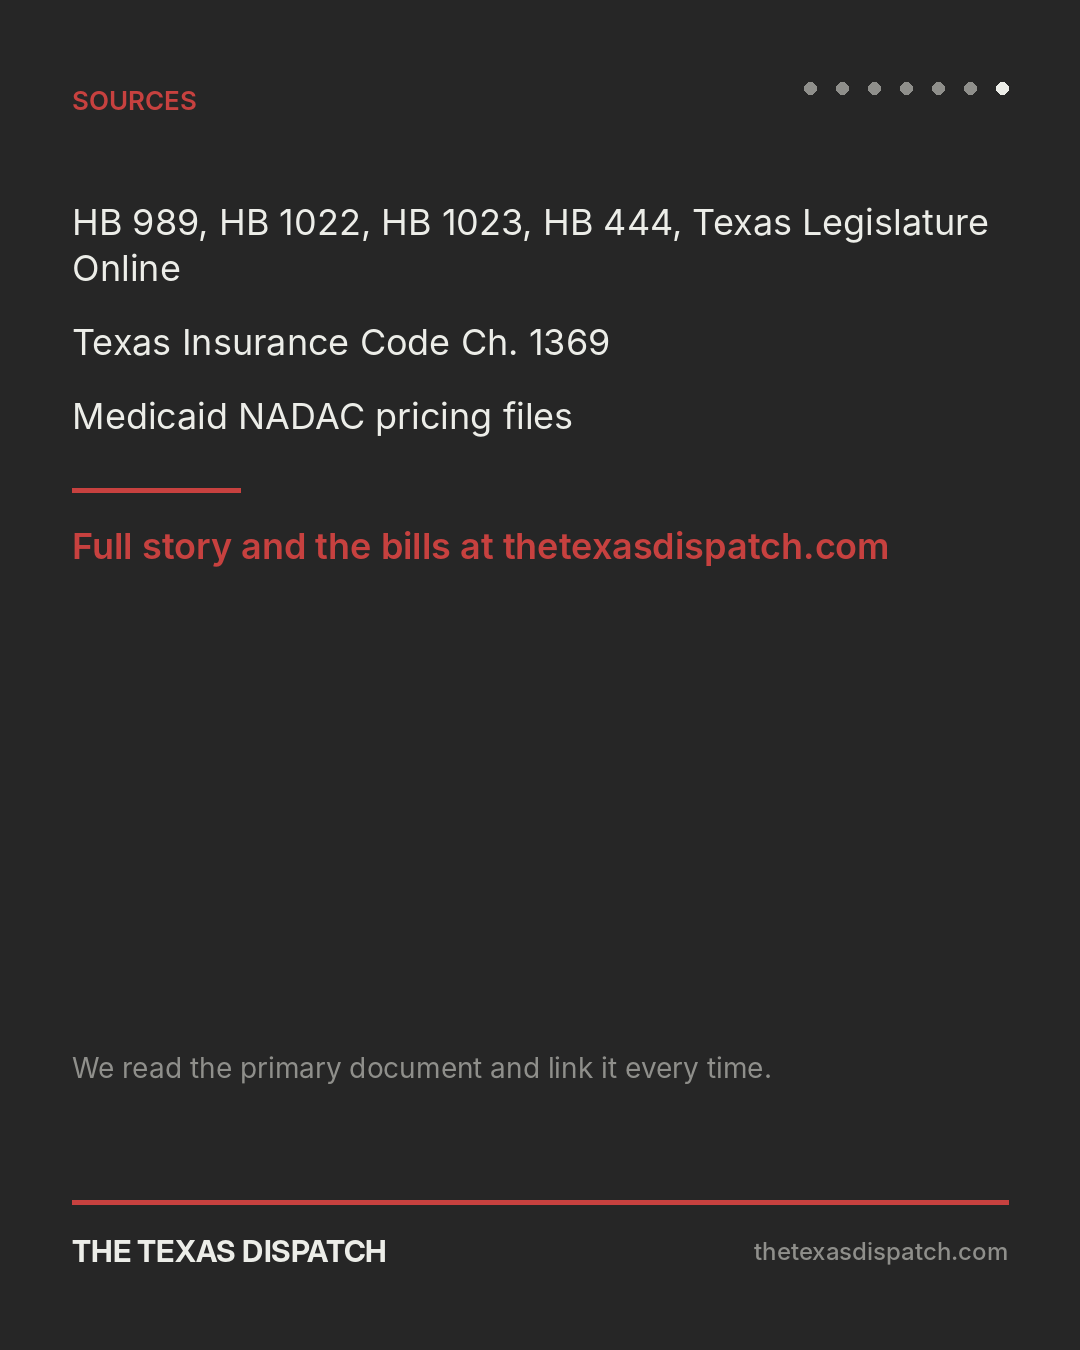 SOURCES
HB 989, HB 1022, HB 1023, HB 444, Texas Legislature
Online
Texas Insurance Code Ch. 1369
Medicaid NADAC pricing files
Full story and the bills at thetexasdispatch.com
We read the primary document and link it every time.
THE TEXAS DISPATCH
thetexasdispatch.com